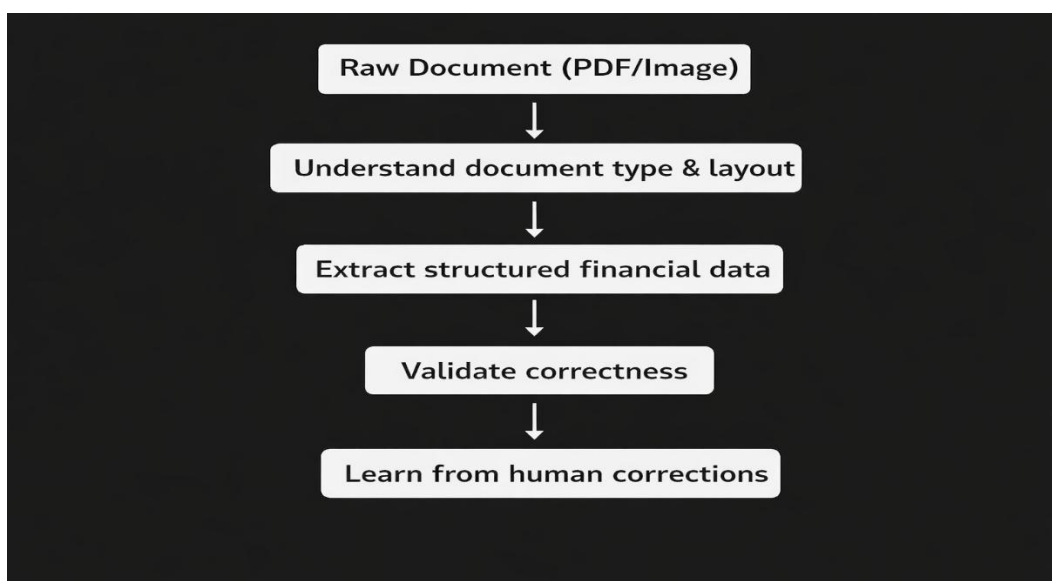 Raw Document (PDF/Image)
Understand document type & layout
Extract structured financial data
Validate correctness
Learn from human corrections